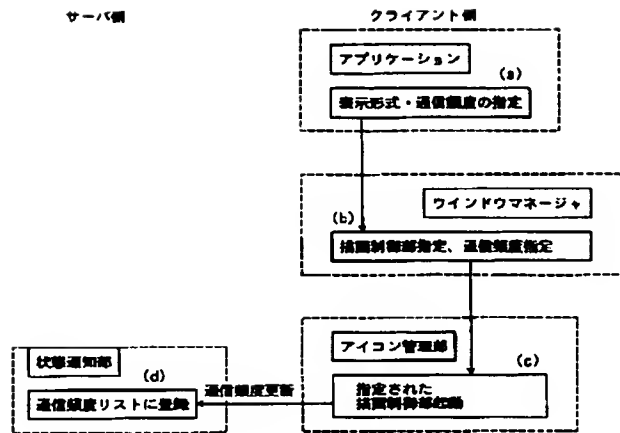 サーバ側
クライアント側
アプリケーション
(a)
表示形式・通信頻度の指定
ウインドウマネージャ
(b)
描画制御部指定、通信頻度指定
アイコン管理部
(c)
指定された
描画制御部起動
通信頻度更新
状態通知部
(d)
通信頻度リストに登録